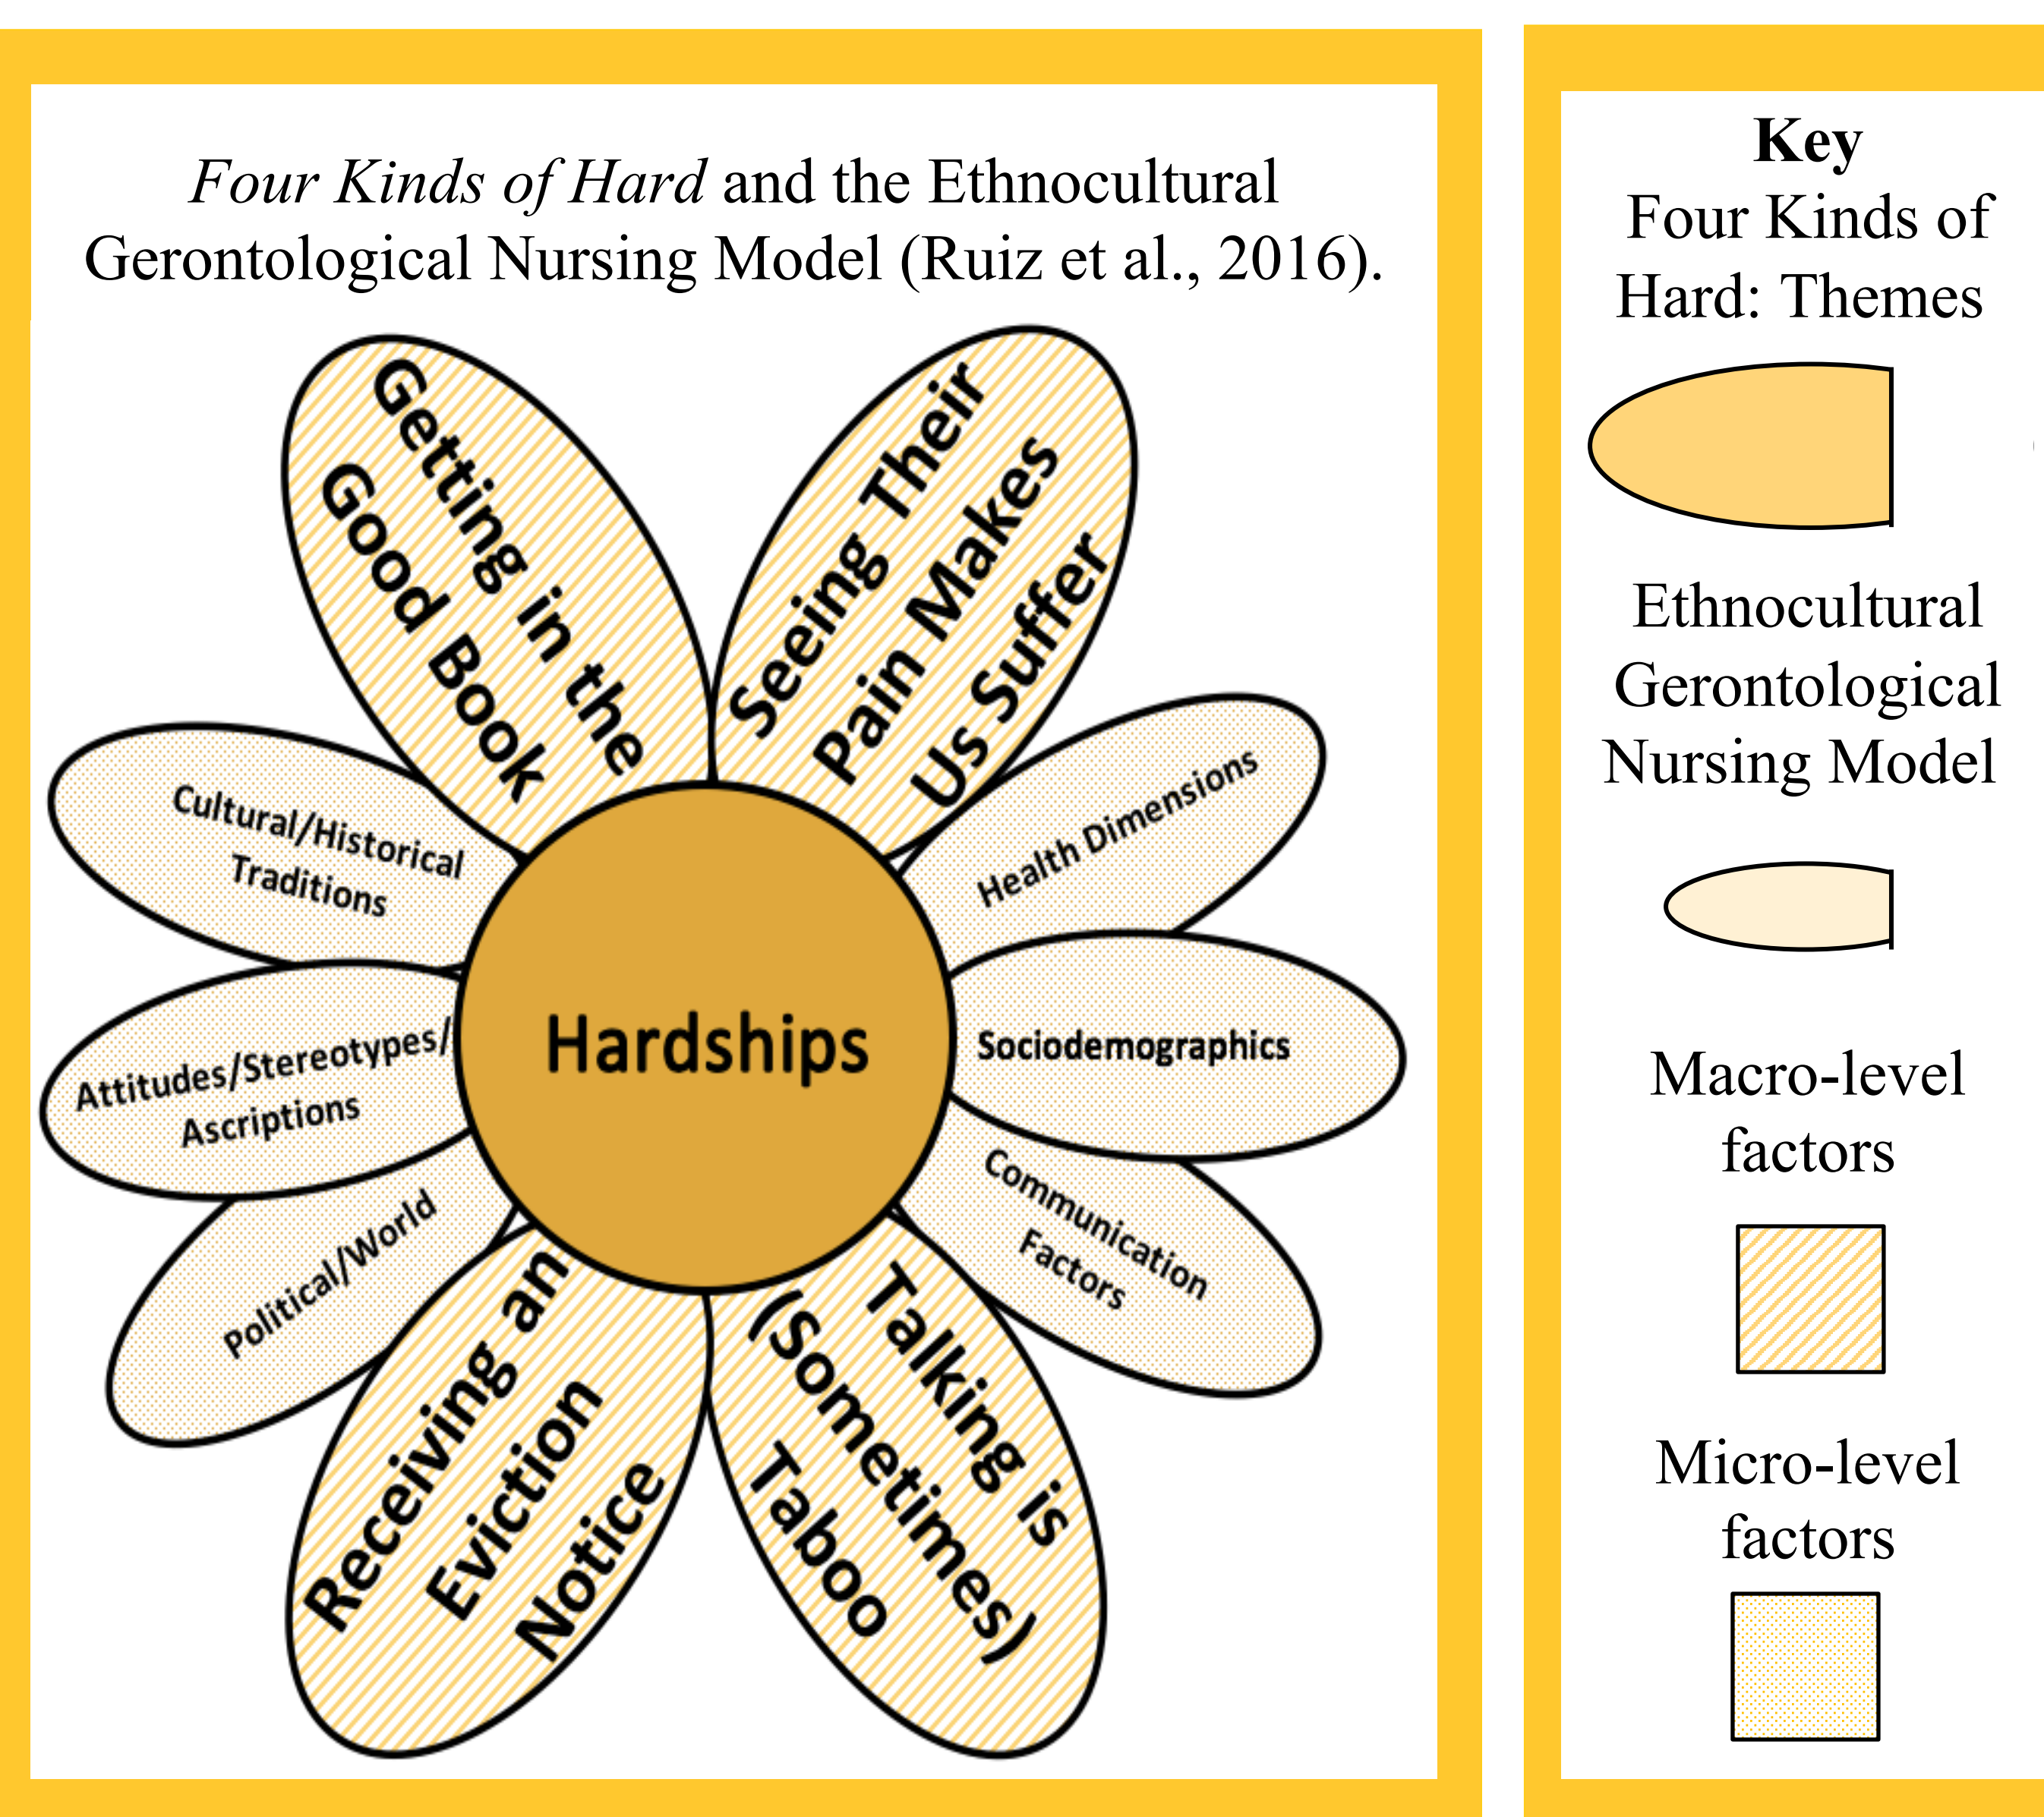 Four Kinds of Hard and the Ethnocultural
Gerontological Nursing Model (Ruiz et al., 2016).
Getting in the
Good Book
Seeing Their
Pain Makes
Us Suffer
Cultural/Historical
Traditions
Health Dimensions
Attitudes/Stereotypes/
Ascriptions
Hardships
Sociodemographics
Political/World
Communication
Factors
Receiving an
Eviction
Notice
Talking is
(Sometimes)
Taboo
Key
Four Kinds of
Hard: Themes
Ethnocultural
Gerontological
Nursing Model
Macro-level
factors
Micro-level
factors